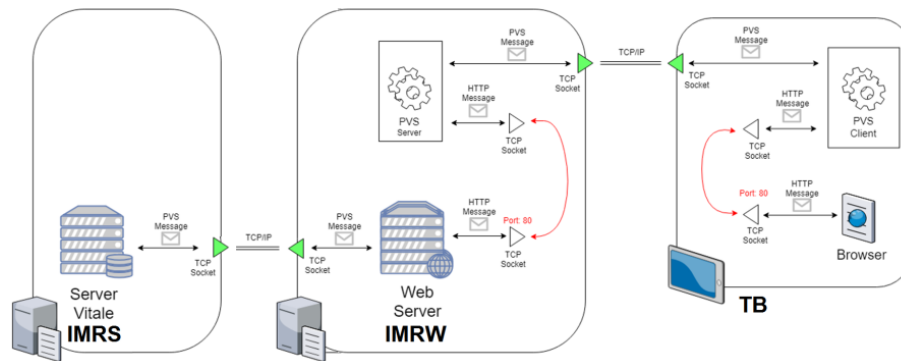 PVS
Message
TCP/IP
PVS
Message
TCP
Socket
TCP
Socket
HTTP
Message
PVS
Server
TCP
Socket
HTTP
Message
TCP
Socket
PVS
Client
PVS
Message
TCP/IP
PVS
Message
HTTP
Message
Port: 80
Port: 80
HTTP
Message
TCP
Socket
TCP
Socket
TCP
Socket
TCP
Socket
Browser
Server
Vitale
IMRS
Web
Server
IMRW
TB